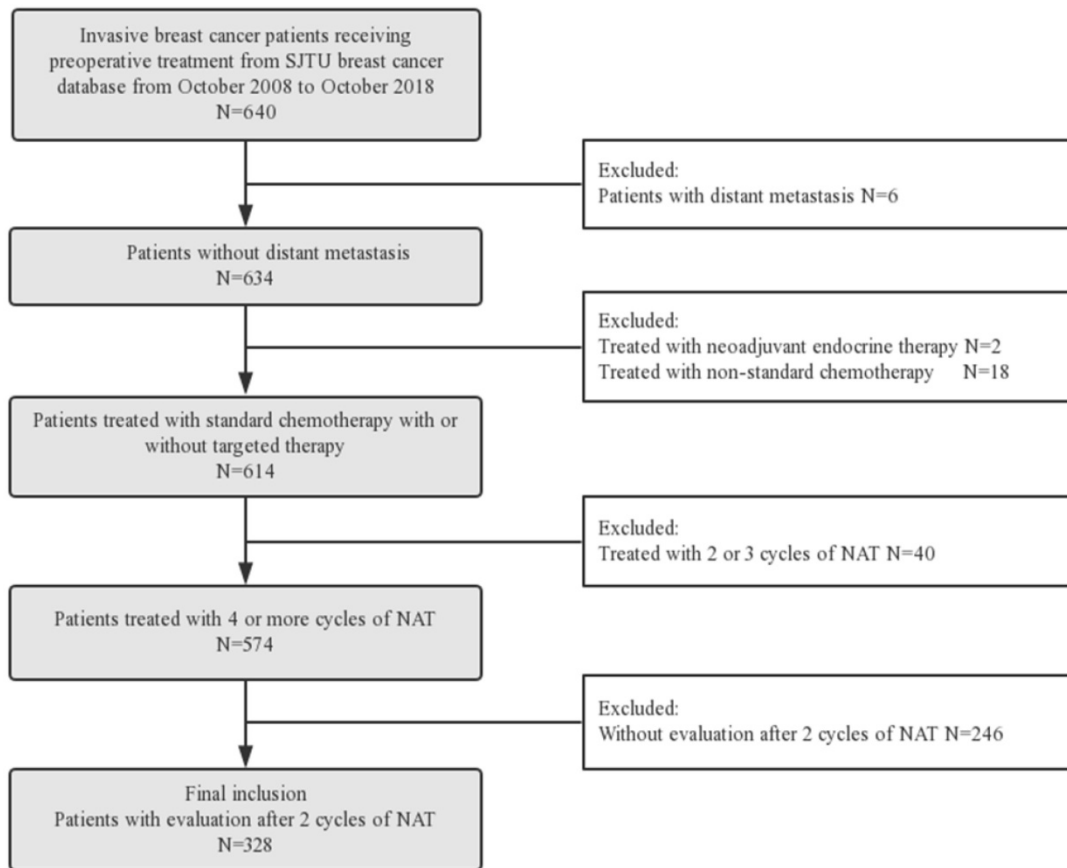 Invasive breast cancer patients receiving
preoperative treatment from SJTU breast cancer
database from October 2008 to October 2018
N=640
Excluded:
Patients with distant metastasis N=6
Patients without distant metastasis
N=634
Excluded:
Treated with neoadjuvant endocrine therapy N=2
Treated with non-standard chemotherapy N=18
Patients treated with standard chemotherapy with or
without targeted therapy
N=614
Excluded:
Treated with 2 or 3 cycles of NAT N=40
Patients treated with 4 or more cycles of NAT
N=574
Excluded:
Without evaluation after 2 cycles of NAT N=246
Final inclusion
Patients with evaluation after 2 cycles of NAT
N=328